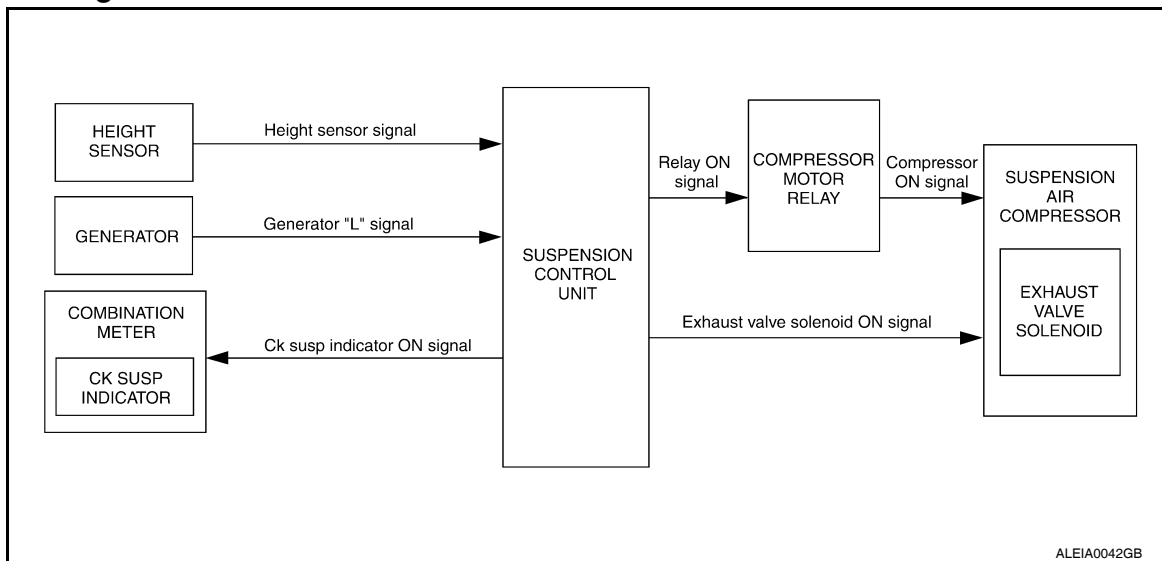 HEIGHT
SENSOR
Height sensor signal
GENERATOR
Generator "L" signal
COMBINATION
METER
CK SUSP
INDICATOR
Ck susp indicator ON signal
SUSPENSION
CONTROL
UNIT
Relay ON
signal
COMPRESSOR
MOTOR
RELAY
Compressor
ON signal
Exhaust valve solenoid ON signal
SUSPENSION
AIR
COMPRESSOR
EXHAUST
VALVE
SOLENOID
ALEIA0042GB